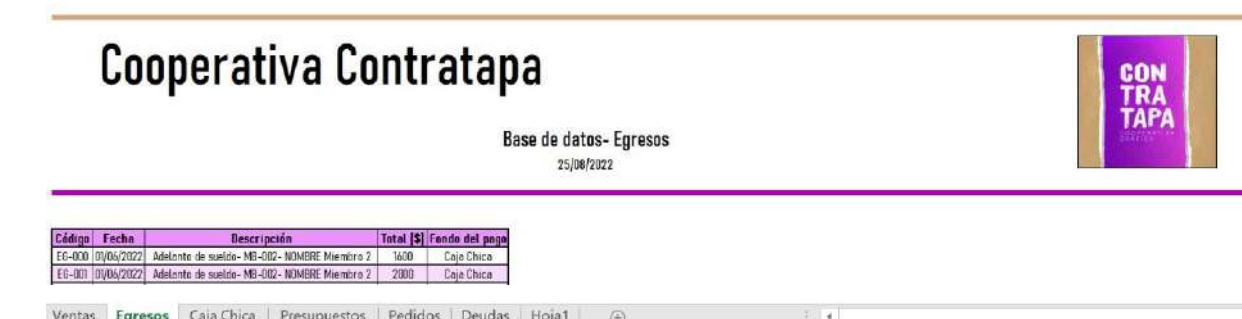 Cooperativa Contratapa
CON
TRA
TAPA
Base de datos- Egresos
25/08/2022
Código Fecha Descripción Total [$] Fondo del pago
EG-000 01/06/2022 Adelanto de sueldo- MB-002- NOMBRE Miembro 2 1600 Caja Chica
EG-001 01/06/2022 Adelanto de sueldo- MB-002- NOMBRE Miembro 2 2000 Caja Chica
Ventas Egresos Caja Chica Presupuestos Pedidos Deudas Hoja1